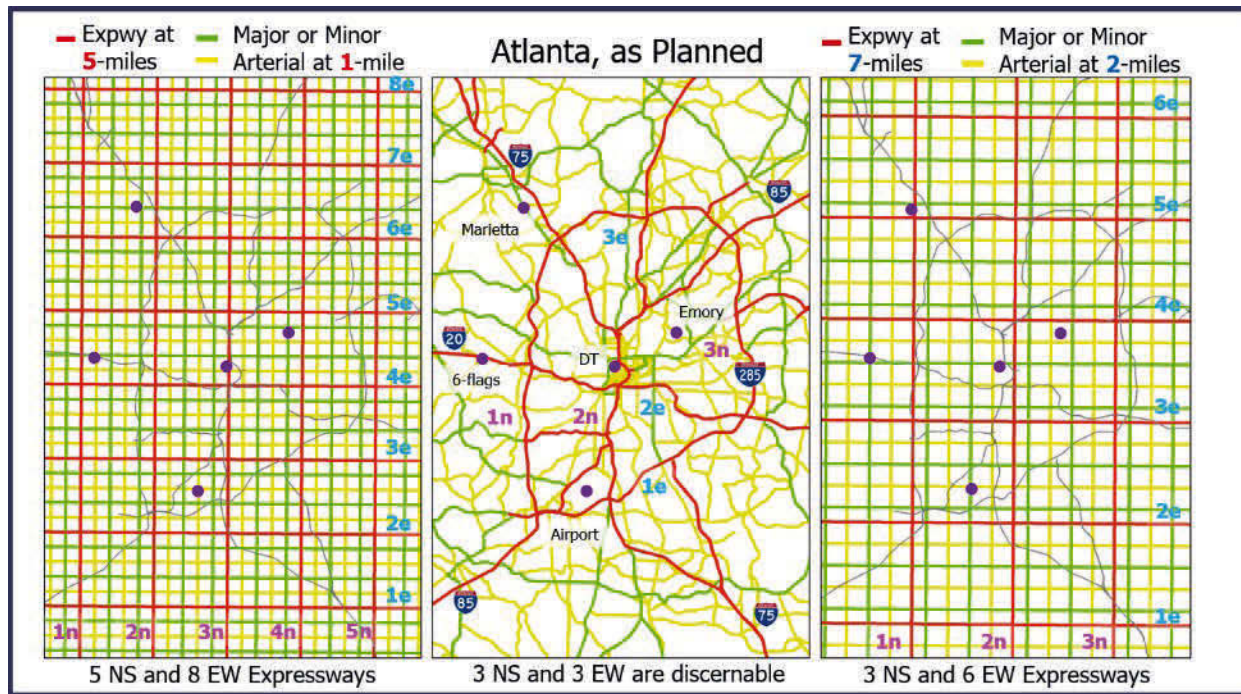 Expwy at
5-miles
Major or Minor
Arterial at 1-mile
8e
7e
6e
5e
4e
3e
2e
1e
1n
2n
3n
4n
5n
5 NS and 8 EW Expressways
Atlanta, as Planned
75
85
Marietta
3e
Emory
20
3n
DT
285
6-flags
1n
2n
2e
1e
Airport
85
75
3 NS and 3 EW are discernable
Expwy at
7-miles
Major or Minor
Arterial at 2-miles
6e
5e
4e
3e
2e
1e
1n
2n
3n
3 NS and 6 EW Expressways